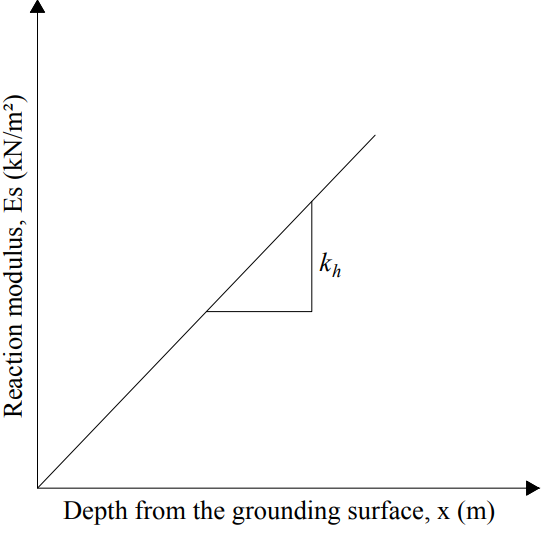 Reaction modulus, Es (kN/m²)
k_h
Depth from the grounding surface, x (m)